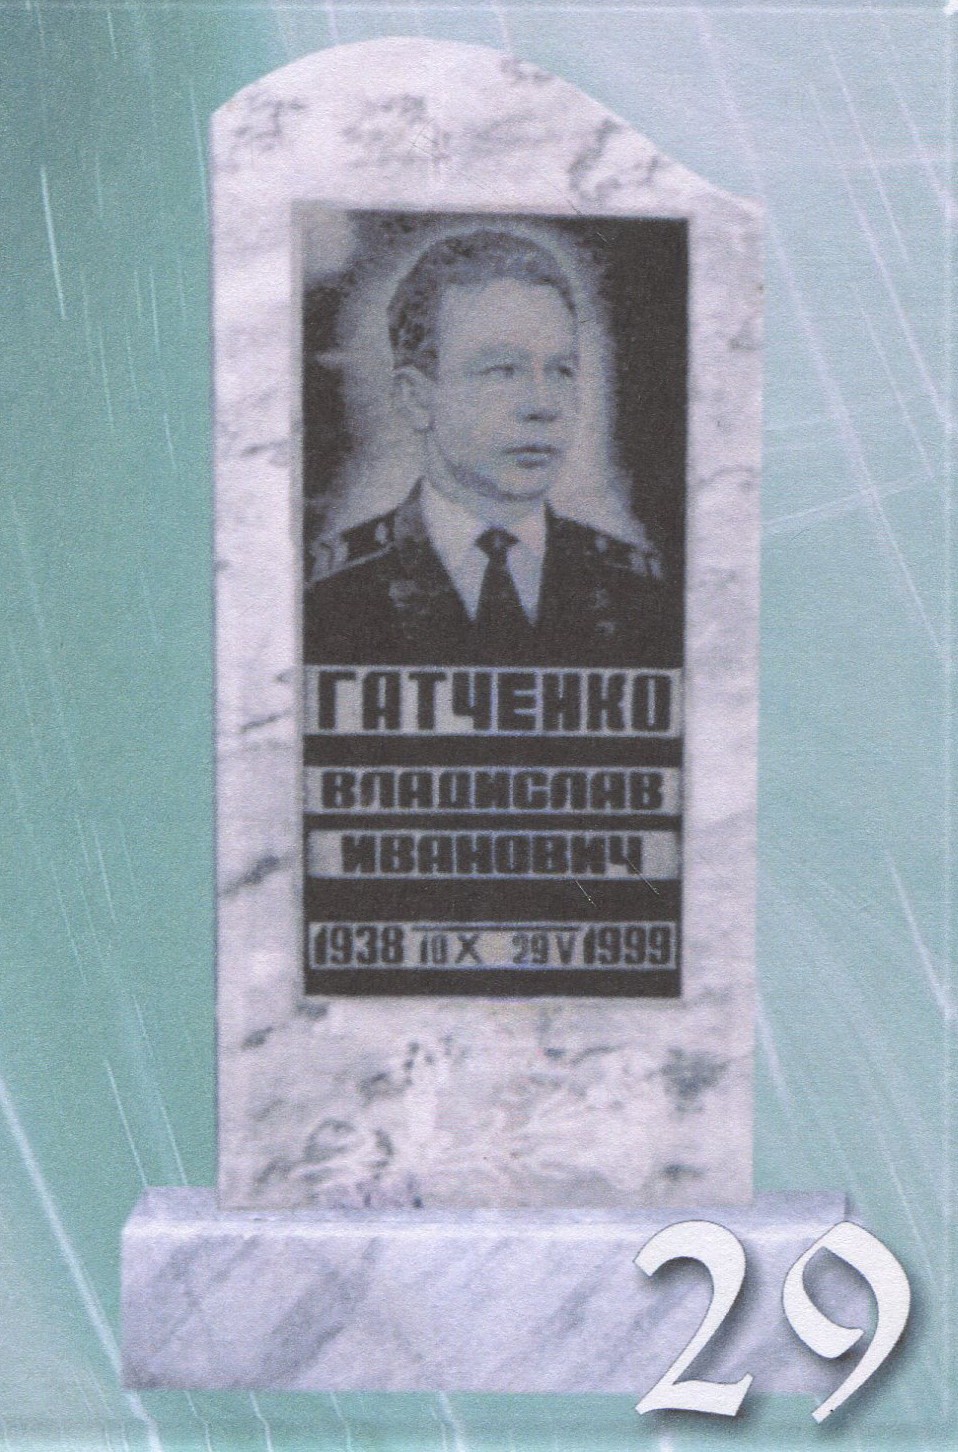 ГАТЧЕНКО
ВЛАДИСЛАВ
ИВАНОВИЧ
1938 10 X 29 V 1999
29